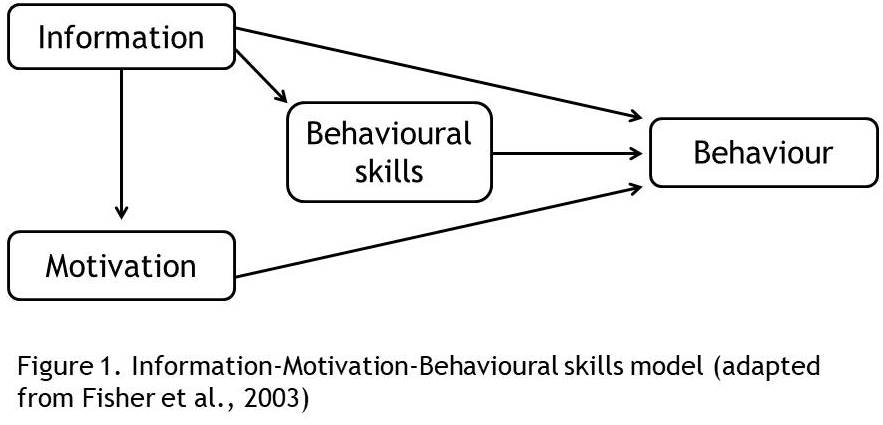 Information
Behavioural
skills
Behaviour
Motivation
Figure 1. Information-Motivation-Behavioural skills model (adapted
from Fisher et al., 2003)